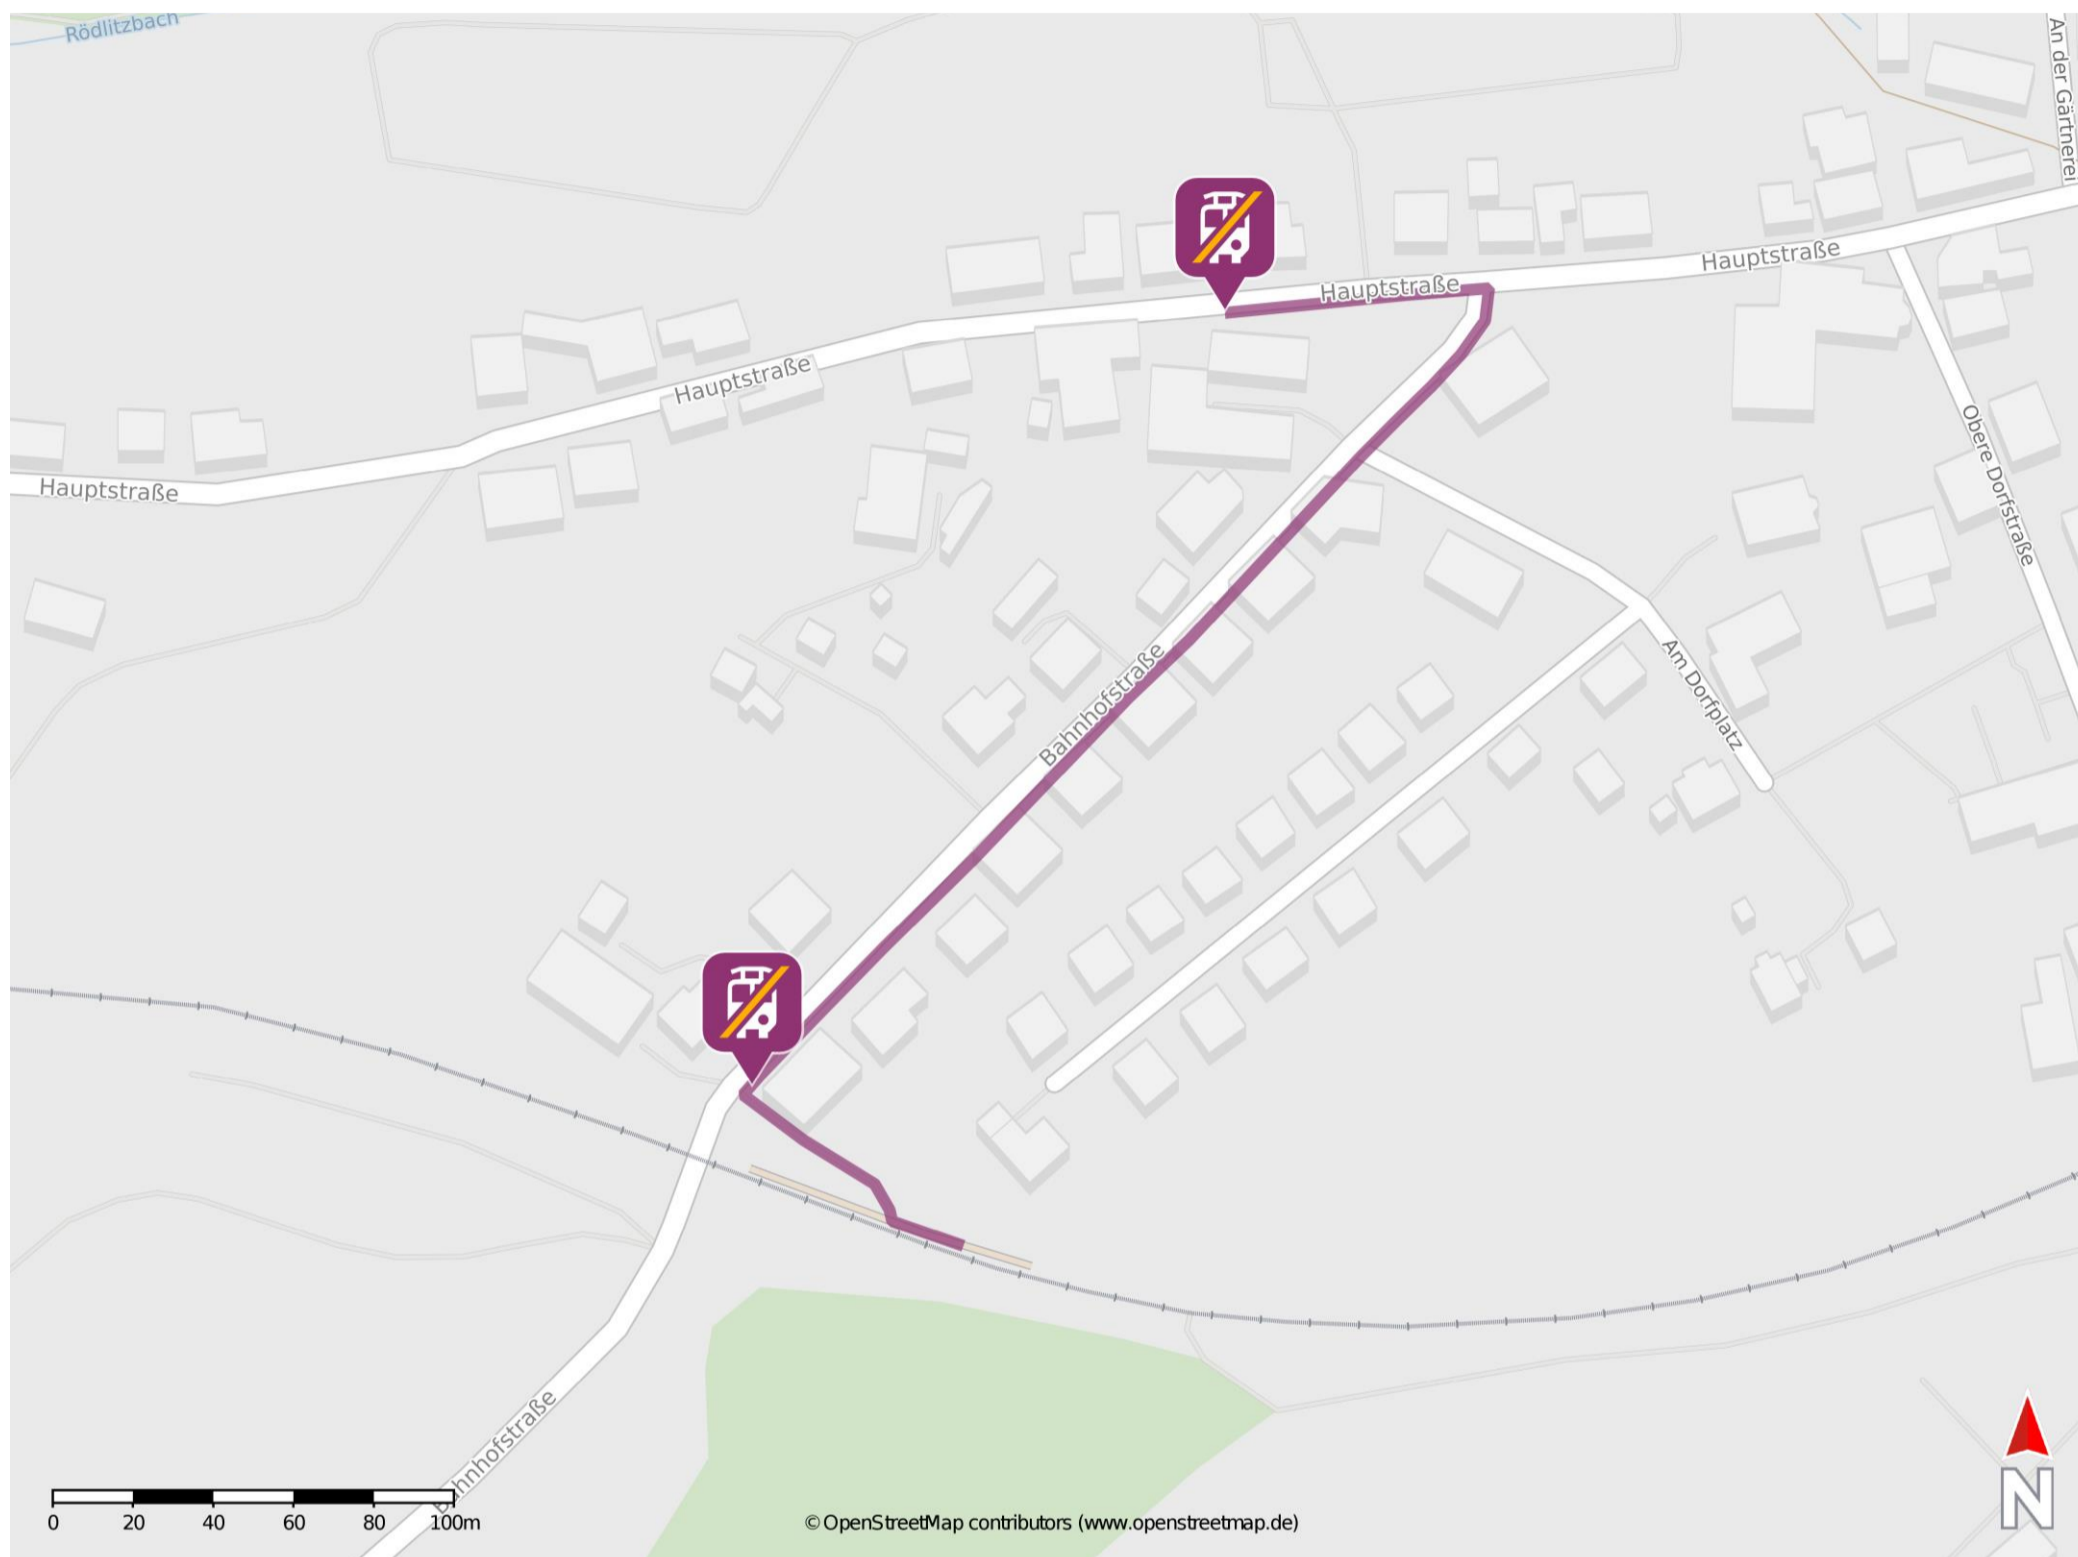 Rödlitzbach
An der Gärtnerei
Hauptstraße
Hauptstraße
Hauptstraße
Hauptstraße
Obere Dorfstraße
Bahnhofstraße
Am Dorfplatz
Bahnhofstraße
0 20 40 60 80 100m
© OpenStreetMap contributors (www.openstreetmap.de)
N